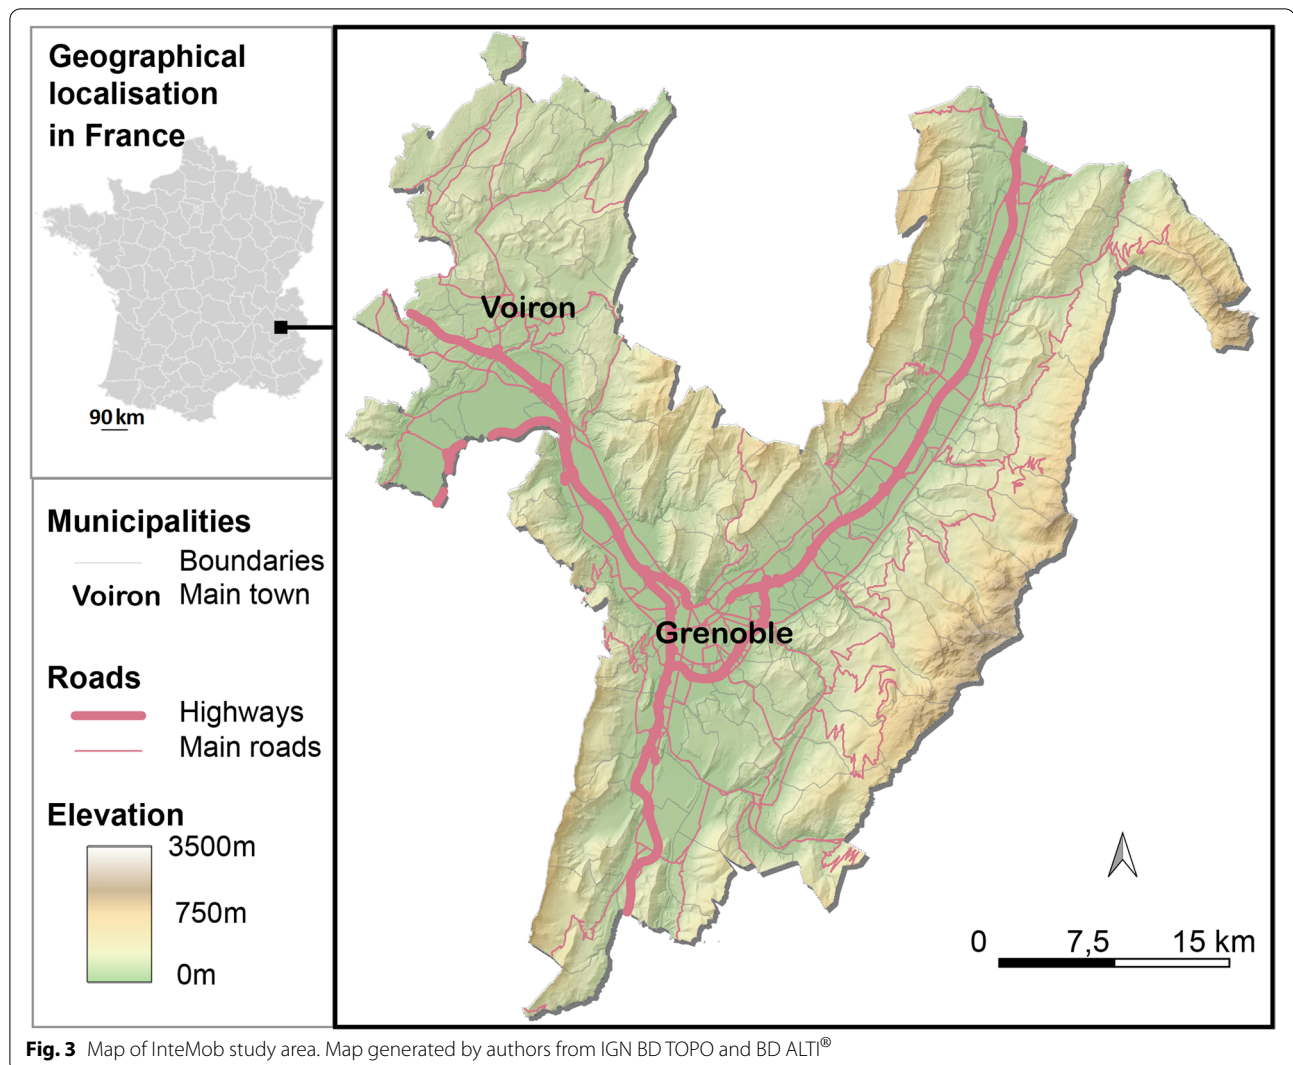 Geographical
localisation
in France
90 km
Municipalities
Boundaries
Voiron Main town
Roads
Highways
Main roads
Elevation
3500m
750m
0m
Voiron
Grenoble
0 7,5 15 km
Fig. 3 Map of InteMob study area. Map generated by authors from IGN BD TOPO and BD ALTI®